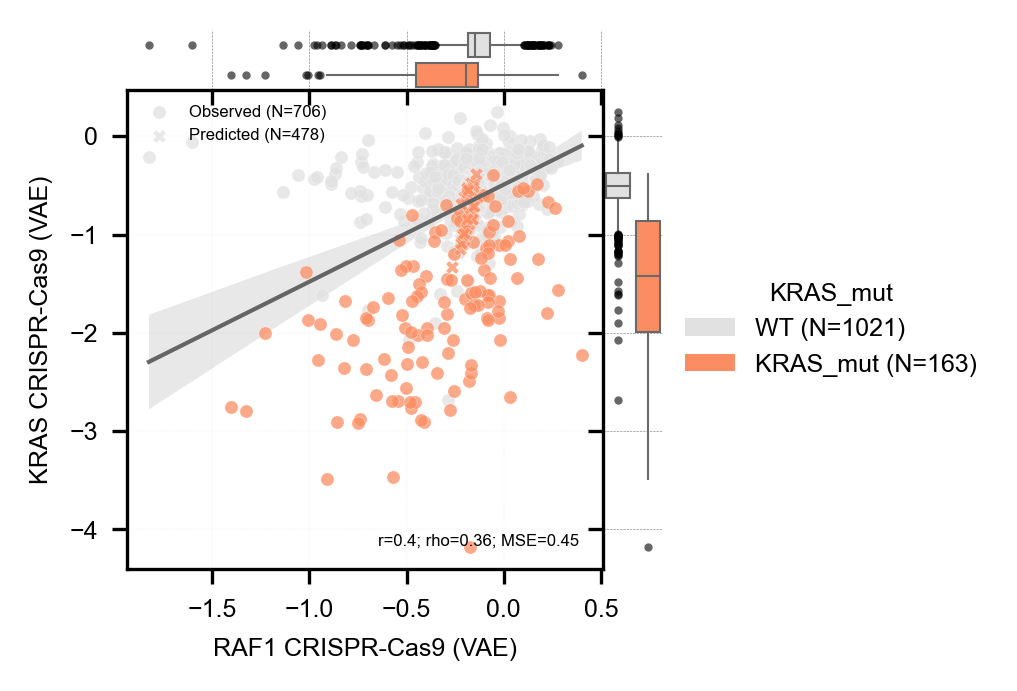 Observed (N=706)
Predicted (N=478)
0
−1
−2
−3
−4
KRAS CRISPR-Cas9 (VAE)
r=0.4; rho=0.36; MSE=0.45
−1.5
−1.0
−0.5
0.0
0.5
RAF1 CRISPR-Cas9 (VAE)
KRAS_mut
WT (N=1021)
KRAS_mut (N=163)